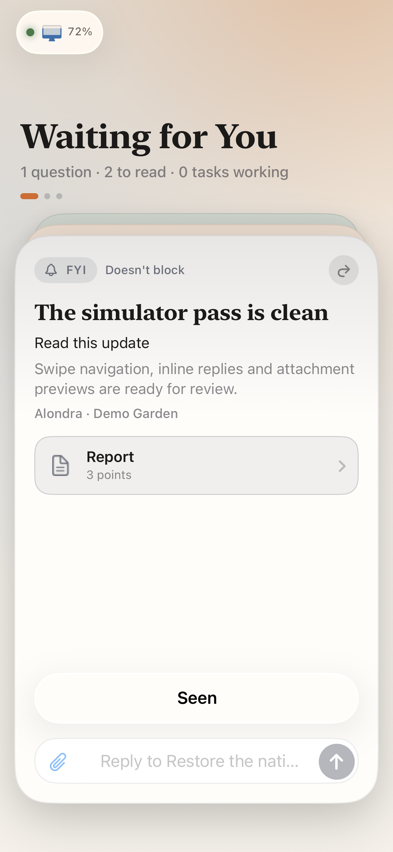 72%
Waiting for You
1 question · 2 to read · 0 tasks working
FYI Doesn't block
The simulator pass is clean
Read this update
Swipe navigation, inline replies and attachment
previews are ready for review.
Alondra · Demo Garden
Report
3 points
Seen
Reply to Restore the nati...